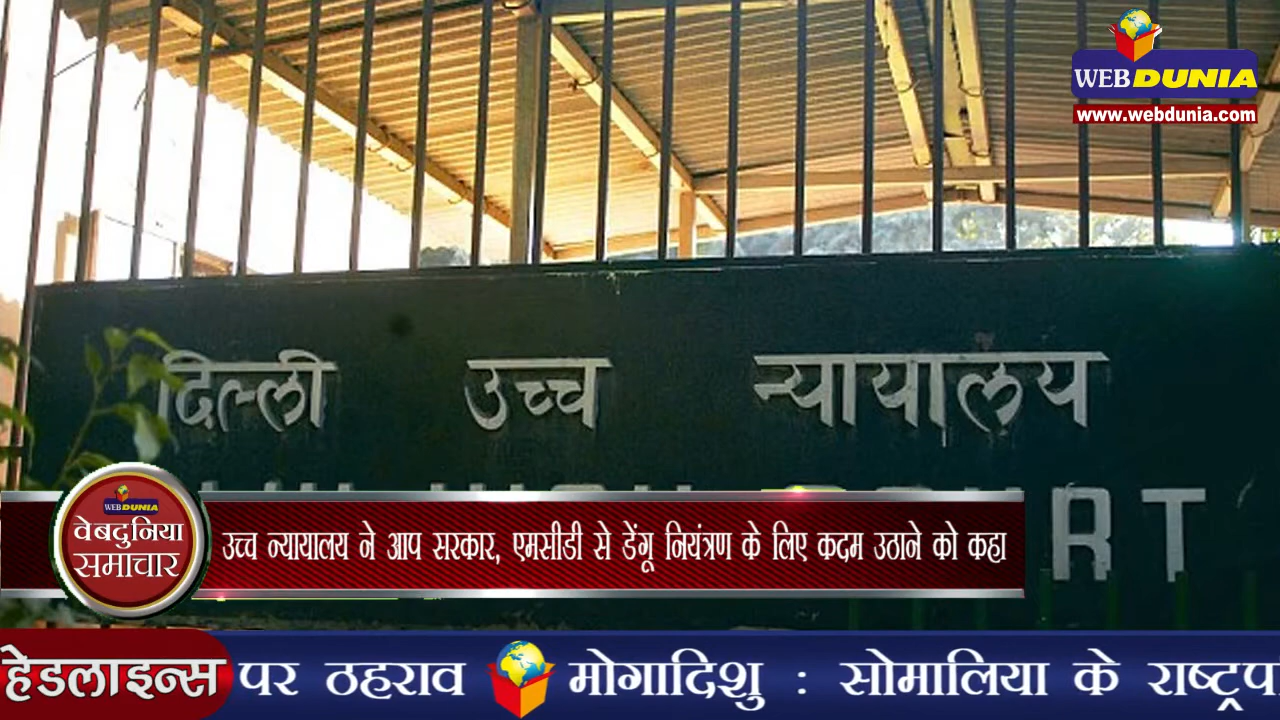 WEBDUNIA
www.webdunia.com
दिल्ली उच्च न्यायालय
WEBDUNIA
वेबदुनिया
समाचार
उच्च न्यायालय ने आप सरकार, एमसीडी से डेंगू नियंत्रण के लिए कदम उठाने को कहा
हेडलाइन्स पर ठहराव मोगादिशु : सोमालिया के राष्ट्रप